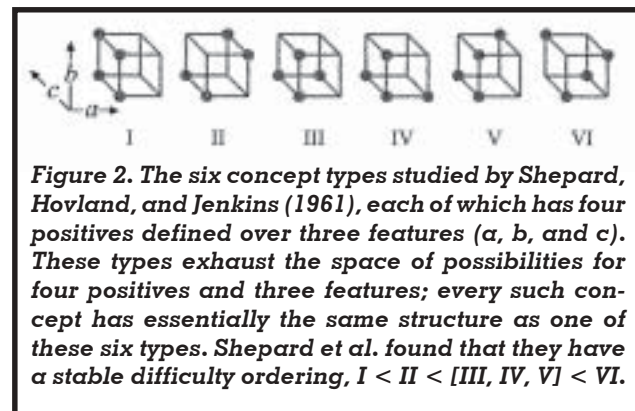 b
c
a
I II III IV V VI
Figure 2. The six concept types studied by Shepard,
Hovland, and Jenkins (1961), each of which has four
positives defined over three features (a, b, and c).
These types exhaust the space of possibilities for
four positives and three features; every such con-
cept has essentially the same structure as one of
these six types. Shepard et al. found that they have
a stable difficulty ordering, I < II < [III, IV, V] < VI.